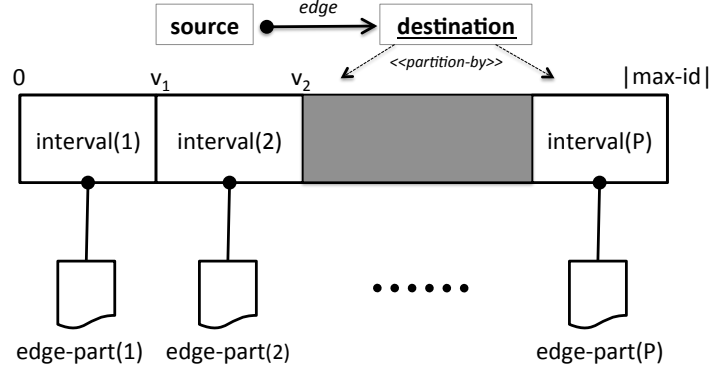 edge
source
destination
<<partition-by>>
0
v1
v2
|max-id|
interval(1)
interval(2)
interval(P)
......
edge-part(1)
edge-part(2)
edge-part(P)